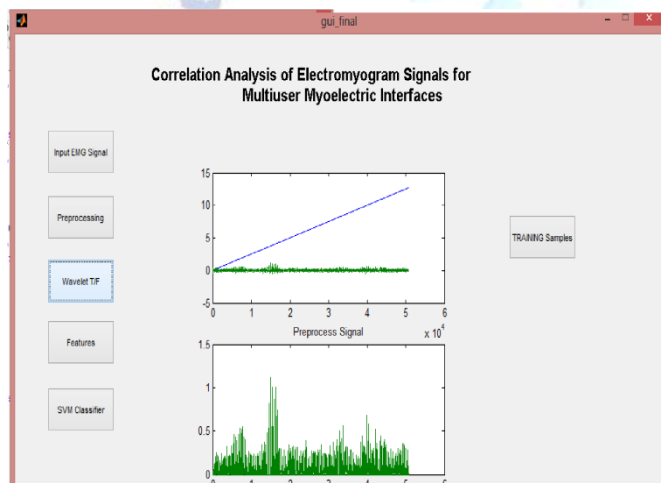 gui_final
Correlation Analysis of Electromyogram Signals for
Multiuser Myoelectric Interfaces
Input EMG Signal
Preprocessing
Wavelet T/F
Features
SVM Classifier
TRAINING Samples
15
10
5
0
-5
0 1 2 3 4 5 6
x 10^4
Preprocess Signal
1.5
1
0.5
0